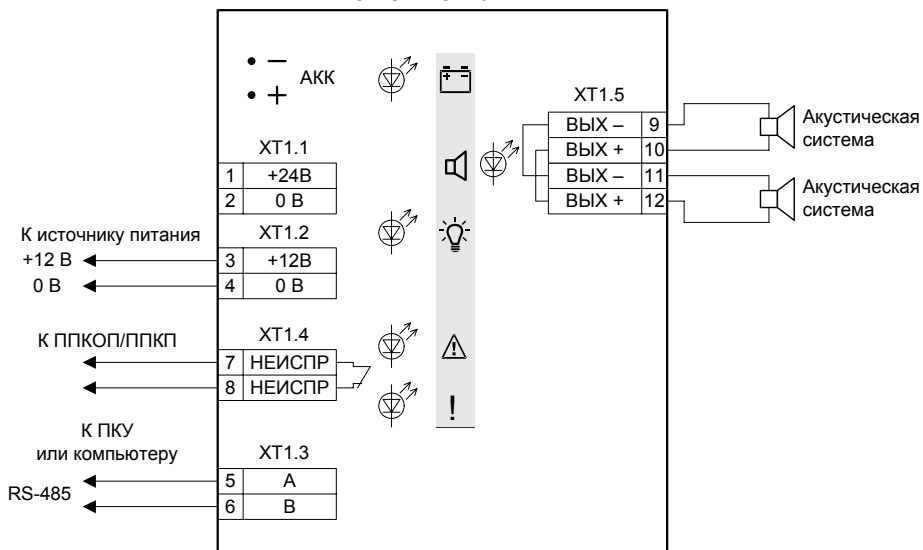 – АКК
+
XT1.1
1 +24В
2 0 В
К источнику питания
XT1.2
+12 В 3 +12В
0 В 4 0 В
К ППКОП/ППКП
XT1.4
7 НЕИСПР
8 НЕИСПР
К ПКУ
или компьютеру
XT1.3
RS-485
5 A
6 B
+ -
!
XT1.5
ВЫХ – 9
ВЫХ + 10
ВЫХ – 11
ВЫХ + 12
Акустическая
система
Акустическая
система